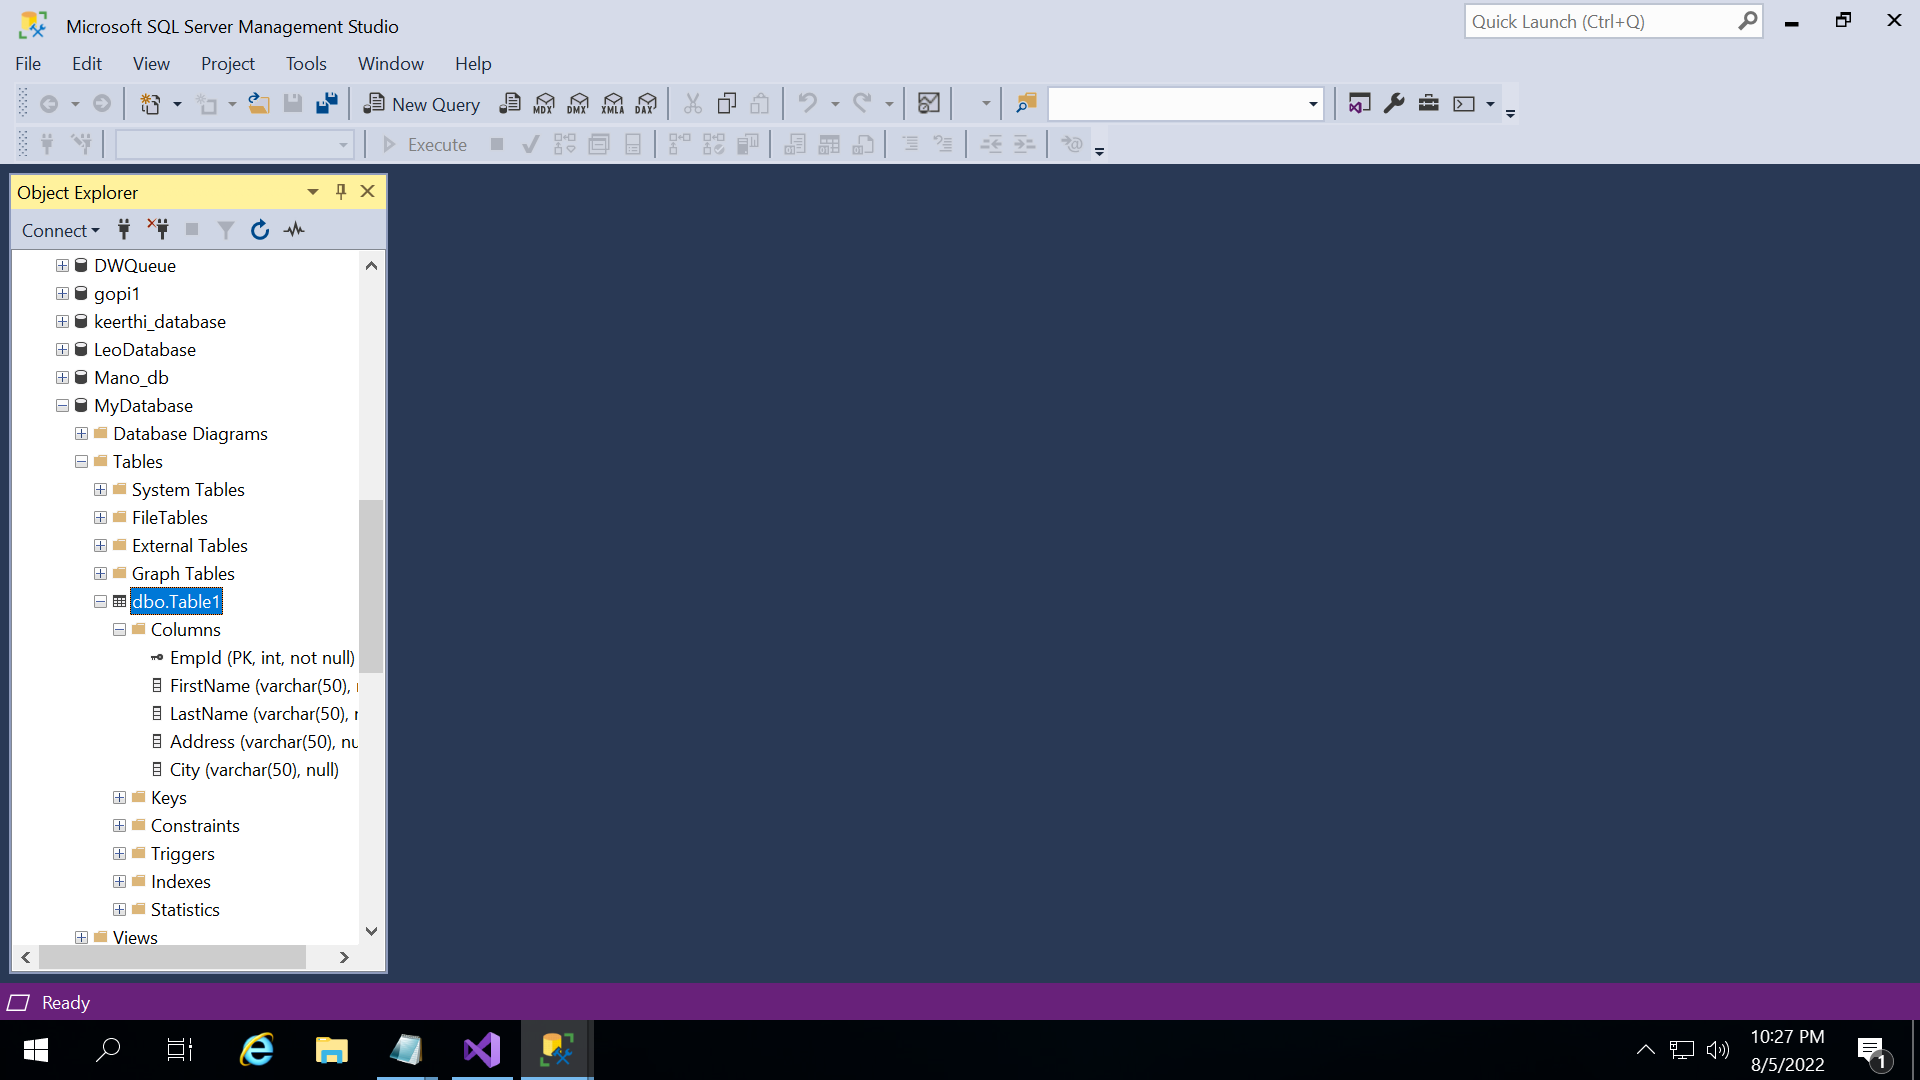 Microsoft SQL Server Management Studio
Quick Launch (Ctrl+Q)
File Edit View Project Tools Window Help
New Query MDX DMX XMLA DAX
Execute
Object Explorer
Connect
DWQueue
gopi1
keerthi_database
LeoDatabase
Mano_db
MyDatabase
Database Diagrams
Tables
System Tables
FileTables
External Tables
Graph Tables
dbo.Table1
Columns
EmpId (PK, int, not null)
FirstName (varchar(50),
LastName (varchar(50),
Address (varchar(50), nu
City (varchar(50), null)
Keys
Constraints
Triggers
Indexes
Statistics
Views
Ready
10:27 PM
8/5/2022
1